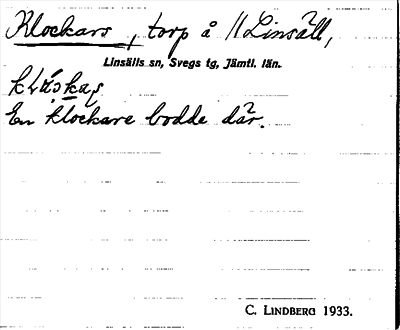 Klockars, torp å // Linsäll,
Linsälls sn, Svegs tg, Jämtl. län.
En klockare bodde där.
C. LINDBERG 1933.